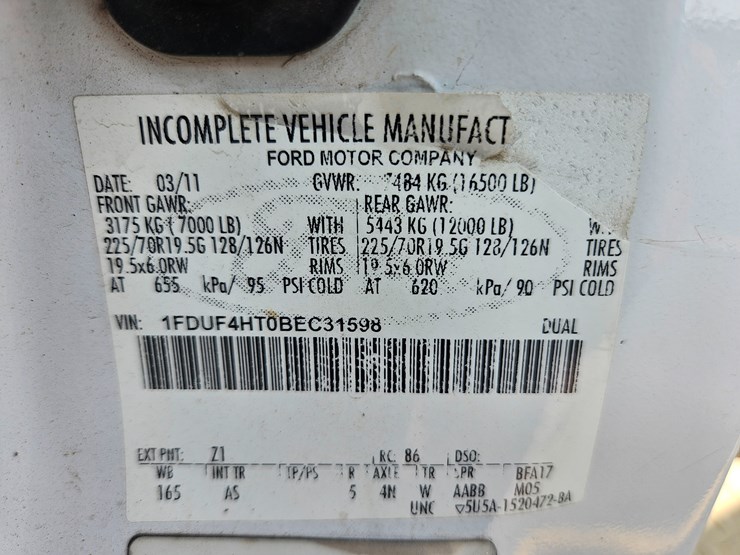 INCOMPLETE VEHICLE MANUFACT
FORD MOTOR COMPANY
DATE: 03/11 GVWR: 7484 KG (16500 LB)
FRONT GAWR: REAR GAWR:
3175 KG (7000 LB) WITH 5443 KG (12000 LB)
225/70R19.5G 128/126N TIRES 225/70R19.5G 128/126N TIRES
19.5x6.0RW RIMS 19.5x6.0RW RIMS
AT 655 kPa/ 95 PSI COLD AT 620 kPa/ 90 PSI COLD
VIN: 1FDUF4HT0BEC31598 DUAL
EXT PNT: Z1 RC: 86 DSO:
WB INT TR TP/PS R AXLE TR SPR BFA17
165 AS 5 4N W AABB M05
UNC ▽5U5A-1520472-BA